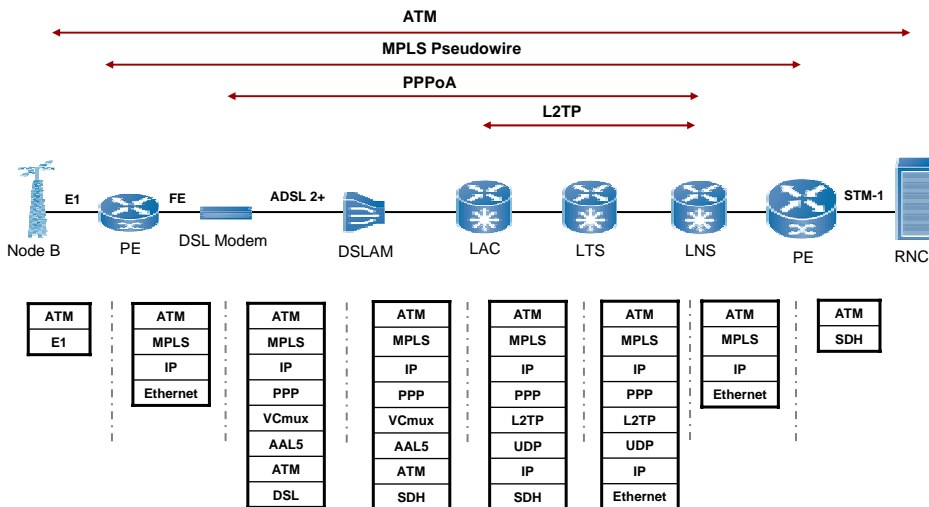 ATM
MPLS Pseudowire
PPPoA
L2TP
E1
FE
ADSL 2+
STM-1
Node B
PE
DSL Modem
DSLAM
LAC
LTS
LNS
PE
RNC
ATM
E1
ATM
MPLS
IP
Ethernet
ATM
MPLS
IP
PPP
VCmux
AAL5
ATM
DSL
ATM
MPLS
IP
PPP
VCmux
AAL5
ATM
SDH
ATM
MPLS
IP
PPP
L2TP
UDP
IP
SDH
ATM
MPLS
IP
PPP
L2TP
UDP
IP
Ethernet
ATM
MPLS
IP
Ethernet
ATM
SDH